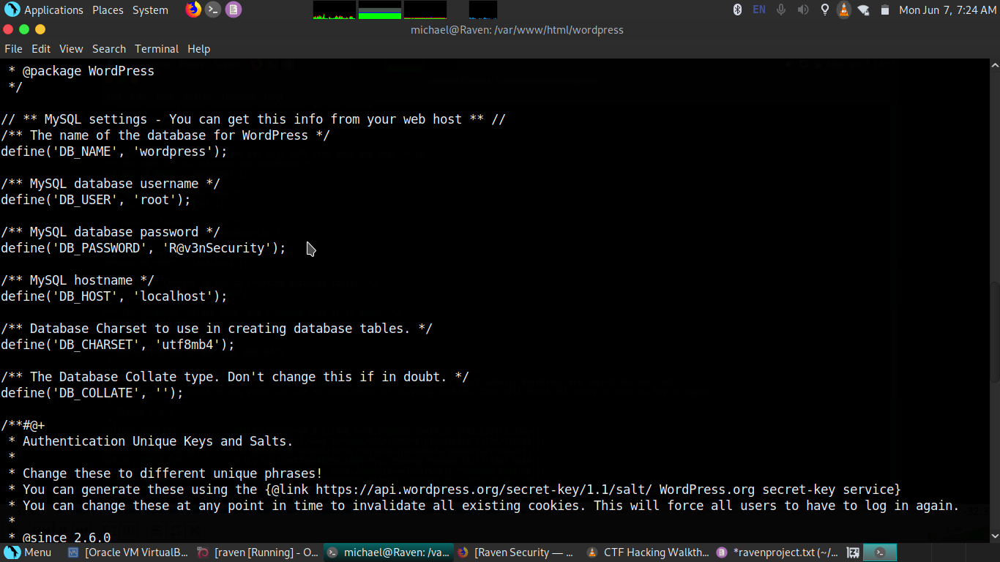 Applications Places System
EN
Mon Jun 7, 7:24 AM
michael@Raven: /var/www/html/wordpress
File Edit View Search Terminal Help
* @package WordPress
*/
// ** MySQL settings - You can get this info from your web host ** //
/** The name of the database for WordPress */
define('DB_NAME', 'wordpress');
/** MySQL database username */
define('DB_USER', 'root');
/** MySQL database password */
define('DB_PASSWORD', 'R@v3nSecurity');
/** MySQL hostname */
define('DB_HOST', 'localhost');
/** Database Charset to use in creating database tables. */
define('DB_CHARSET', 'utf8mb4');
/** The Database Collate type. Don't change this if in doubt. */
define('DB_COLLATE', '');
/**#@+
* Authentication Unique Keys and Salts.
*
* Change these to different unique phrases!
* You can generate these using the {@link https://api.wordpress.org/secret-key/1.1/salt/ WordPress.org secret-key service}
* You can change these at any point in time to invalidate all existing cookies. This will force all users to have to log in again.
*
* @since 2.6.0
Menu [Oracle VM VirtualB... [raven [Running] - O... michael@Raven: /va... [Raven Security — ... CTF Hacking Walkth... *ravenproject.txt (~/...